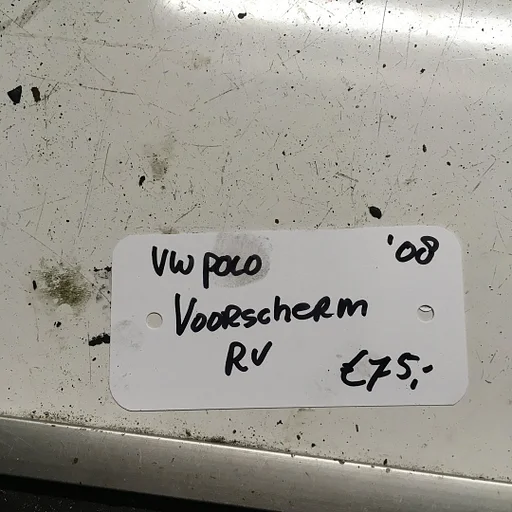 VW POLO '08
VOORSCHERM
RV €75,-